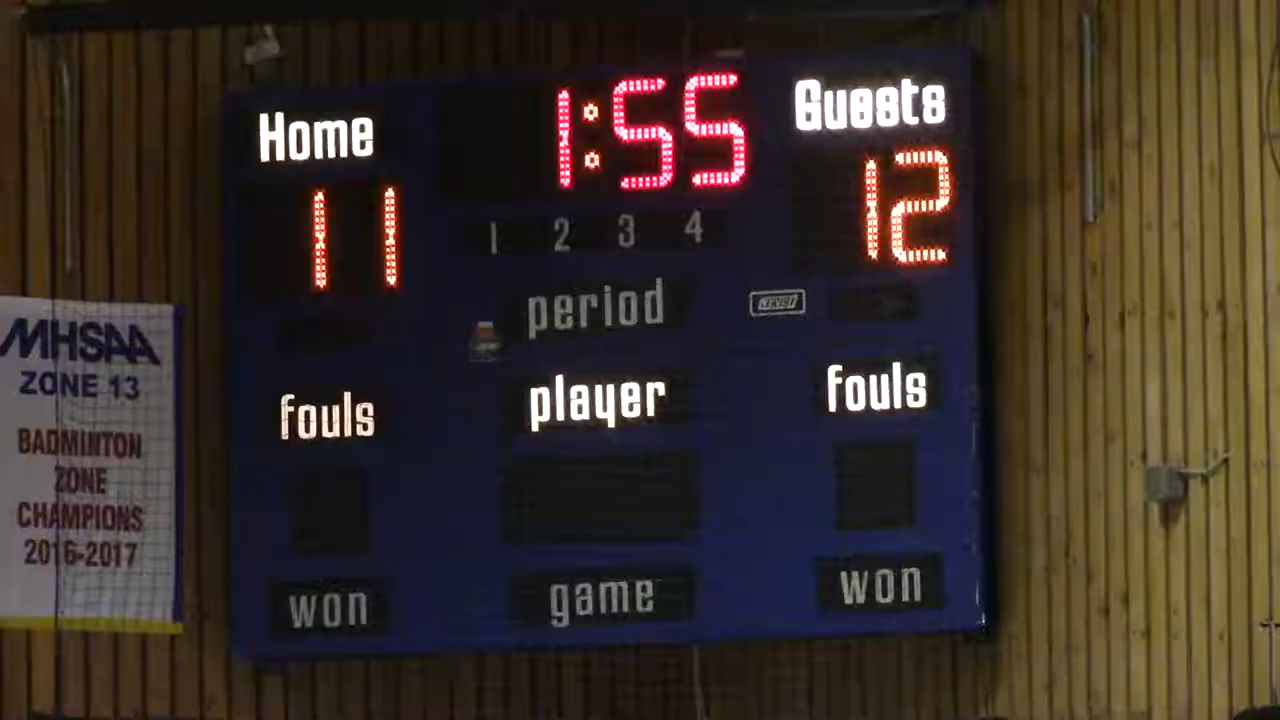 Home
1:55
Guests
11
12
1 2 3 4
period
NEVCO
fouls
player
fouls
won
game
won
MHSAA
ZONE 13
BADMINTON
ZONE
CHAMPIONS
2016-2017